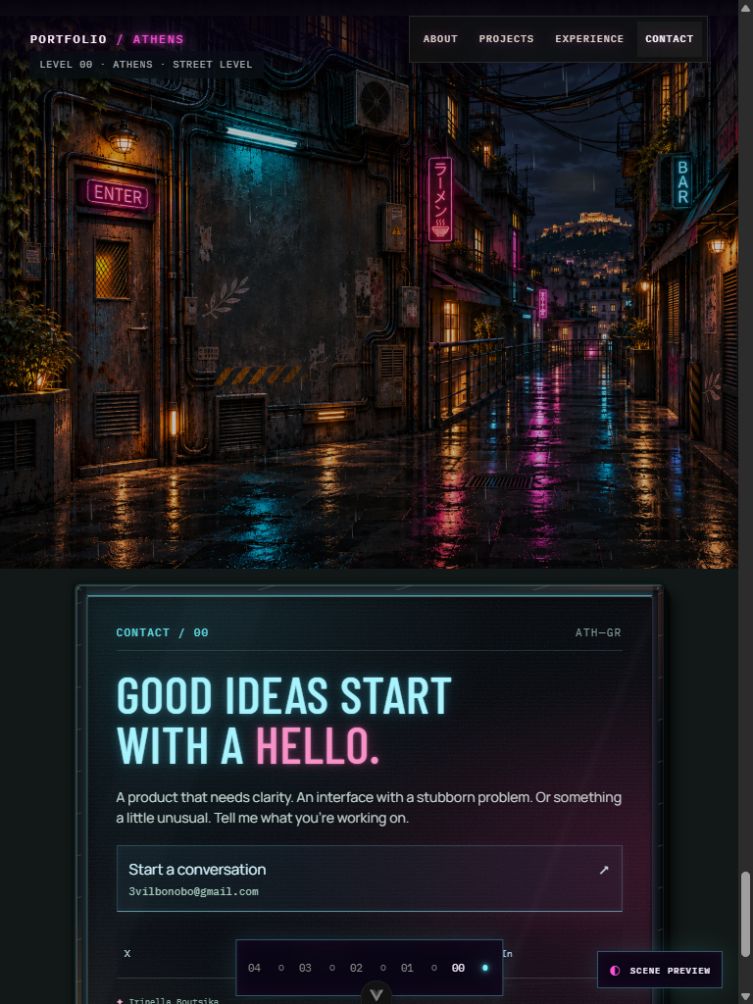 PORTFOLIO / ATHENS
ABOUT PROJECTS EXPERIENCE CONTACT
LEVEL 00 · ATHENS · STREET LEVEL
ENTER
ラーメン
BAR
CONTACT / 00
ATH—GR
GOOD IDEAS START
WITH A HELLO.
A product that needs clarity. An interface with a stubborn problem. Or something
a little unusual. Tell me what you're working on.
Start a conversation ↗
3vilbonobo@gmail.com
X
In
04 03 02 01 00
SCENE PREVIEW
Trinella Boutsika